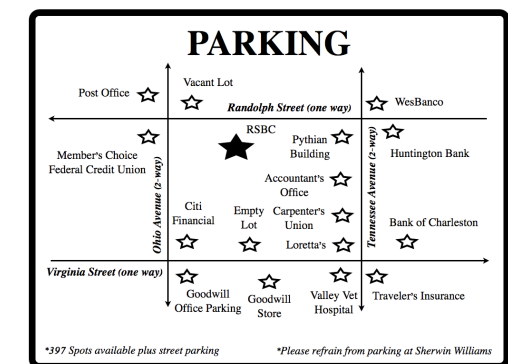 PARKING
Post Office
Vacant Lot
Randolph Street (one way)
WesBanco
RSBC
Member's Choice
Federal Credit Union
Pythian
Building
Huntington Bank
Ohio Avenue (2-way)
Tennessee Avenue (2-way)
Accountant's
Office
Citi
Financial
Empty
Lot
Carpenter's
Union
Loretta's
Bank of Charleston
Virginia Street (one way)
Goodwill
Office Parking
Goodwill
Store
Valley Vet
Hospital
Traveler's Insurance
*397 Spots available plus street parking
*Please refrain from parking at Sherwin Williams